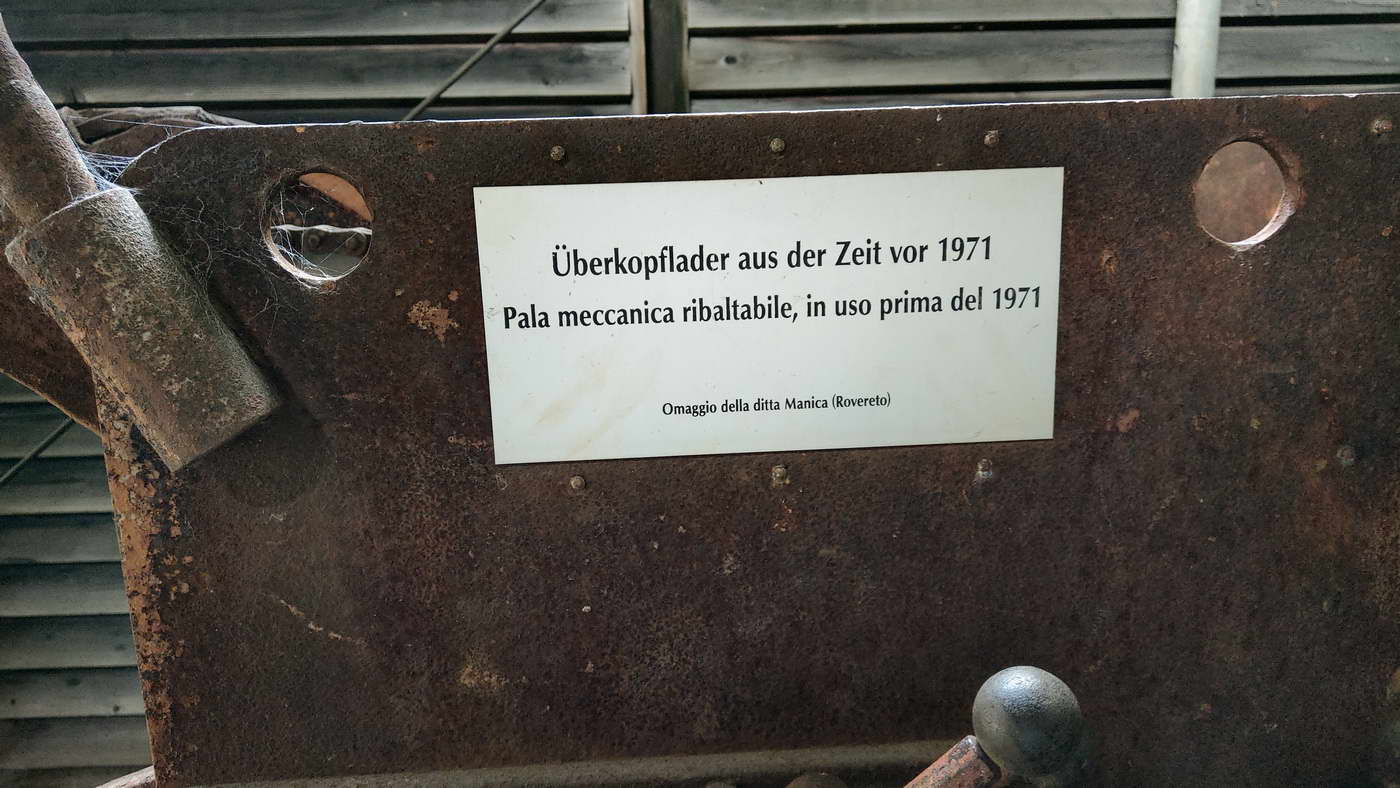 Überkopflader aus der Zeit vor 1971
Pala meccanica ribaltabile, in uso prima del 1971
Omaggio della ditta Manica (Rovereto)